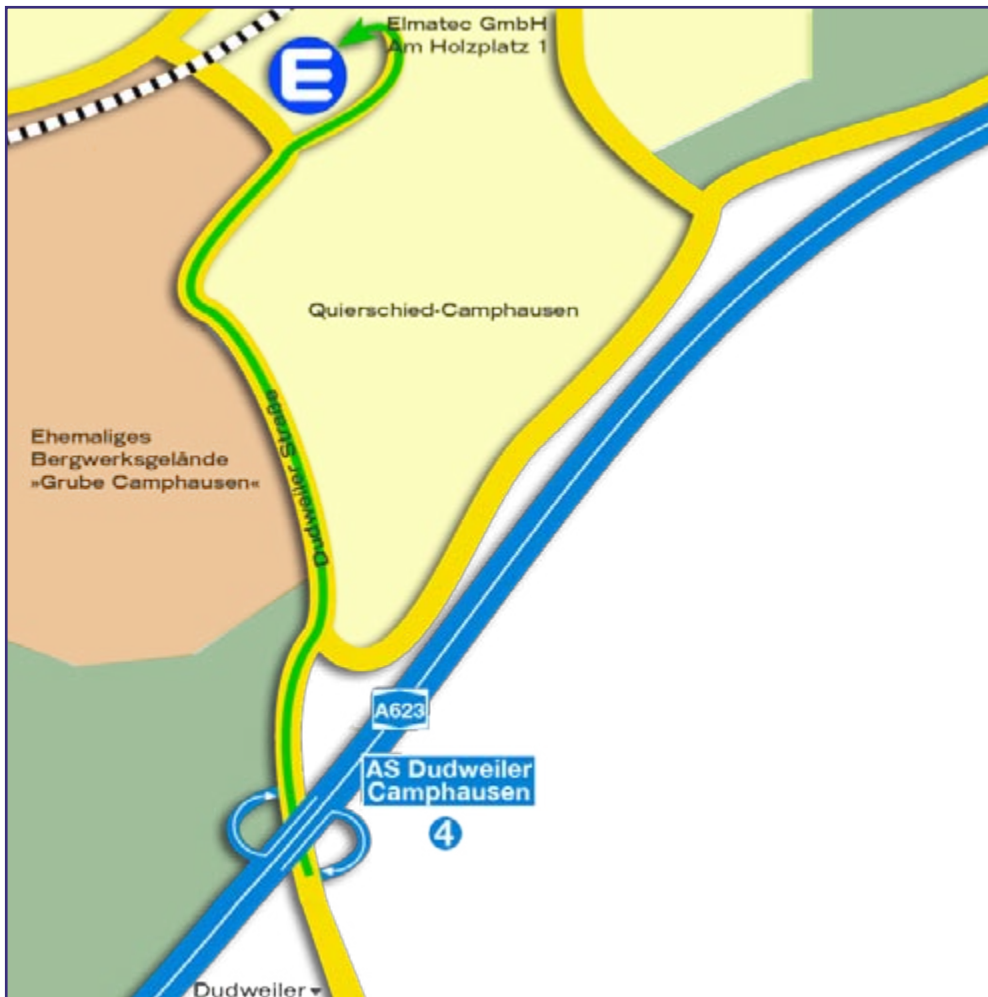 Elmatec GmbH
Am Holzplatz 1
E
Quierschied-Camphausen
Dudweiler Straße
Ehemaliges
Bergwerksgelände
»Grube Camphausen«
A623
AS Dudweiler
Camphausen
4
Dudweiler